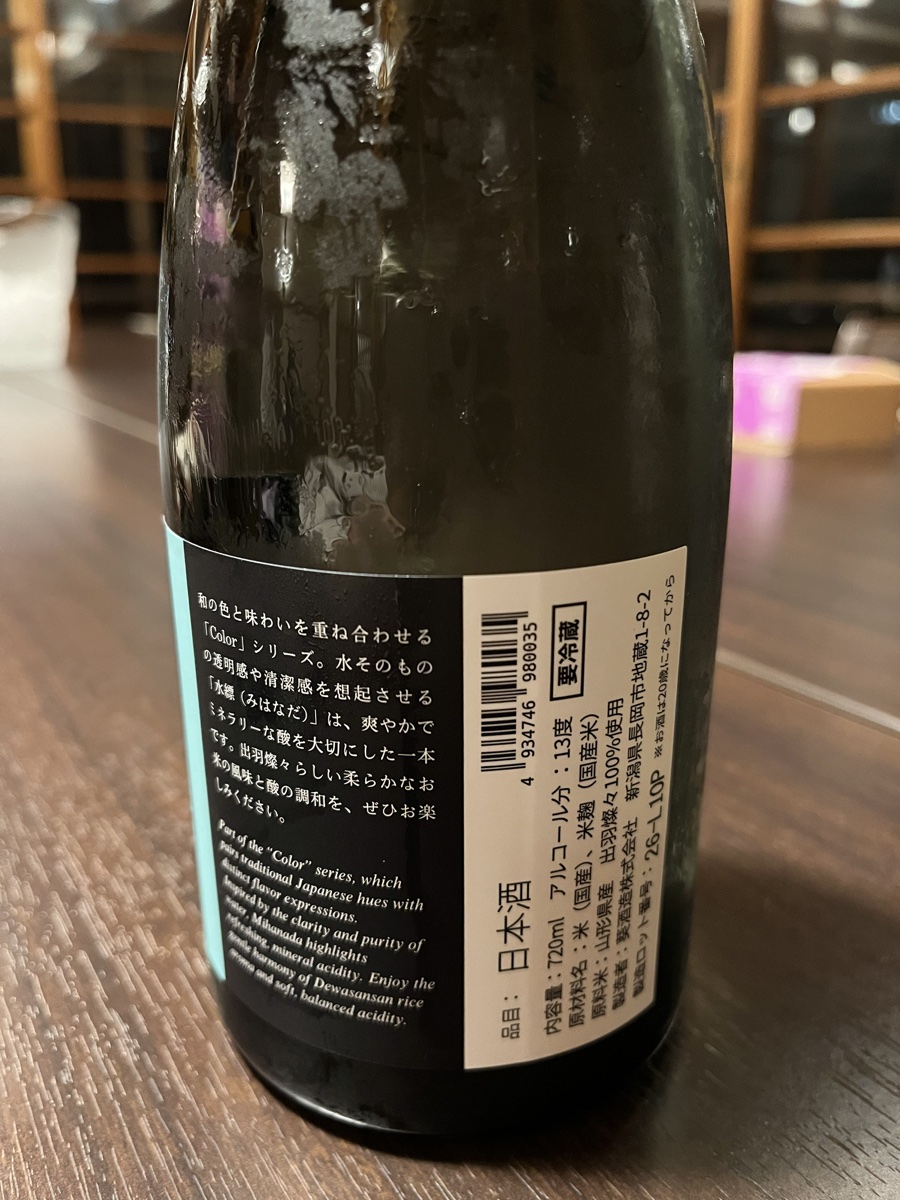 和の色と味わいを重ね合わせる
「Color」シリーズ。水そのもの
の透明感や清潔感を想起させる
「水縹（みはなだ）」は、爽やかで
ミネラリーな酸を大切にした一本
です。出羽燦々らしい柔らかなお
米の風味と酸の調和を、ぜひお楽
しみください。
Part of the “Color” series, which
pairs traditional Japanese hues with
distinct flavor expressions.
Inspired by the clarity and purity of
water, Mihanada highlights
refreshing, mineral acidity. Enjoy the
gentle harmony of Dewasansan rice
aroma and soft, balanced acidity.
4 934746 980035
要冷蔵
品目： 日本酒
内容量：720ml アルコール分：13度
原材料名：米（国産）、米麹（国産米）
原料米：山形県産 出羽燦々100%使用
製造者：葵酒造株式会社 新潟県長岡市地蔵1-8-2
製造ロット番号：26-L10P ※お酒は20歳になってから